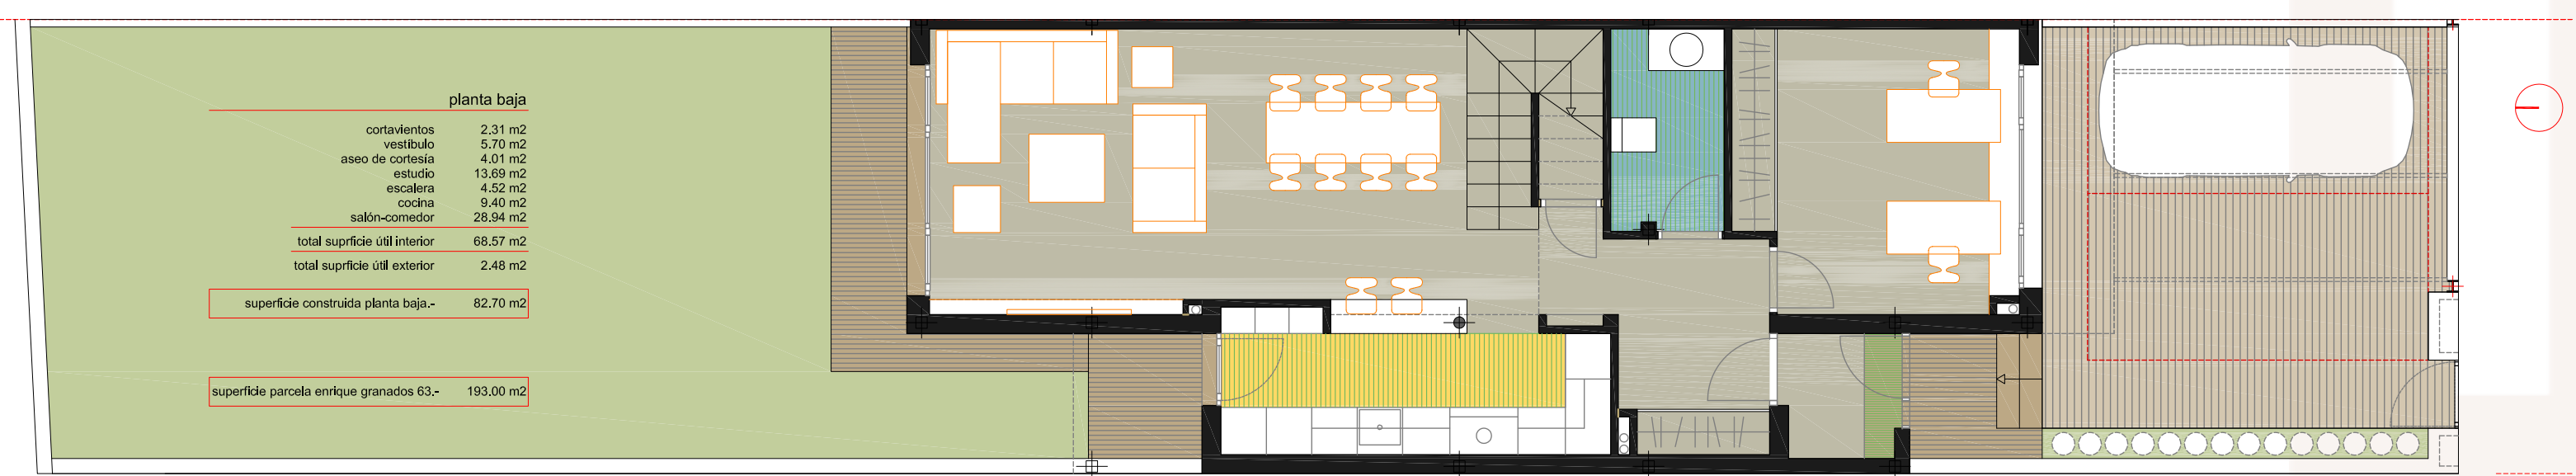 planta baja
cortavientos 2.31 m2
vestíbulo 5.70 m2
aseo de cortesía 4.01 m2
estudio 13.69 m2
escalera 4.52 m2
cocina 9.40 m2
salón-comedor 28.94 m2
total suprficie útil interior 68.57 m2
total suprficie útil exterior 2.48 m2
superficie construida planta baja.- 82.70 m2
superficie parcela enrique granados 63.- 193.00 m2